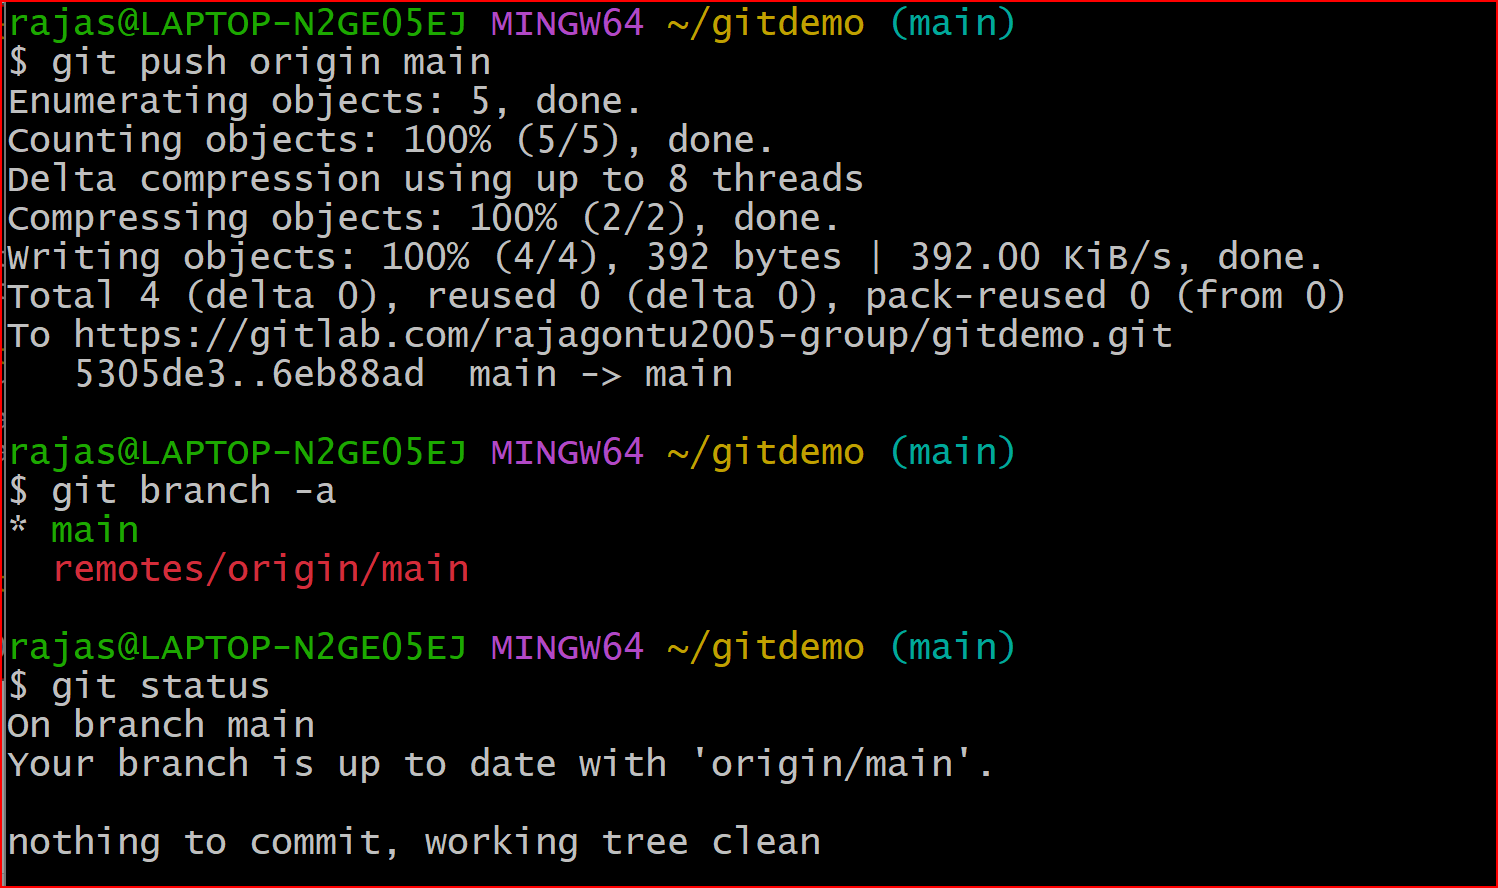 rajas@LAPTOP-N2GEO5EJ MINGW64 ~/gitdemo (main)
$ git push origin main
Enumerating objects: 5, done.
Counting objects: 100% (5/5), done.
Delta compression using up to 8 threads
Compressing objects: 100% (2/2), done.
Writing objects: 100% (4/4), 392 bytes | 392.00 KiB/s, done.
Total 4 (delta 0), reused 0 (delta 0), pack-reused 0 (from 0)
To https://gitlab.com/rajagontu2005-group/gitdemo.git
   5305de3..6eb88ad  main -> main

rajas@LAPTOP-N2GEO5EJ MINGW64 ~/gitdemo (main)
$ git branch -a
* main
  remotes/origin/main

rajas@LAPTOP-N2GEO5EJ MINGW64 ~/gitdemo (main)
$ git status
On branch main
Your branch is up to date with 'origin/main'.

nothing to commit, working tree clean